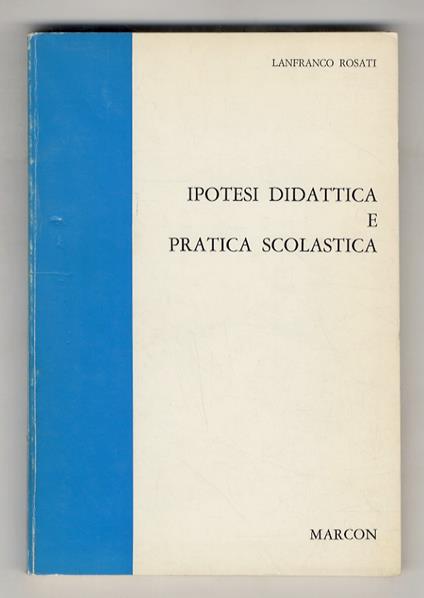 LANFRANCO ROSATI
IPOTESI DIDATTICA
E
PRATICA SCOLASTICA
MARCON